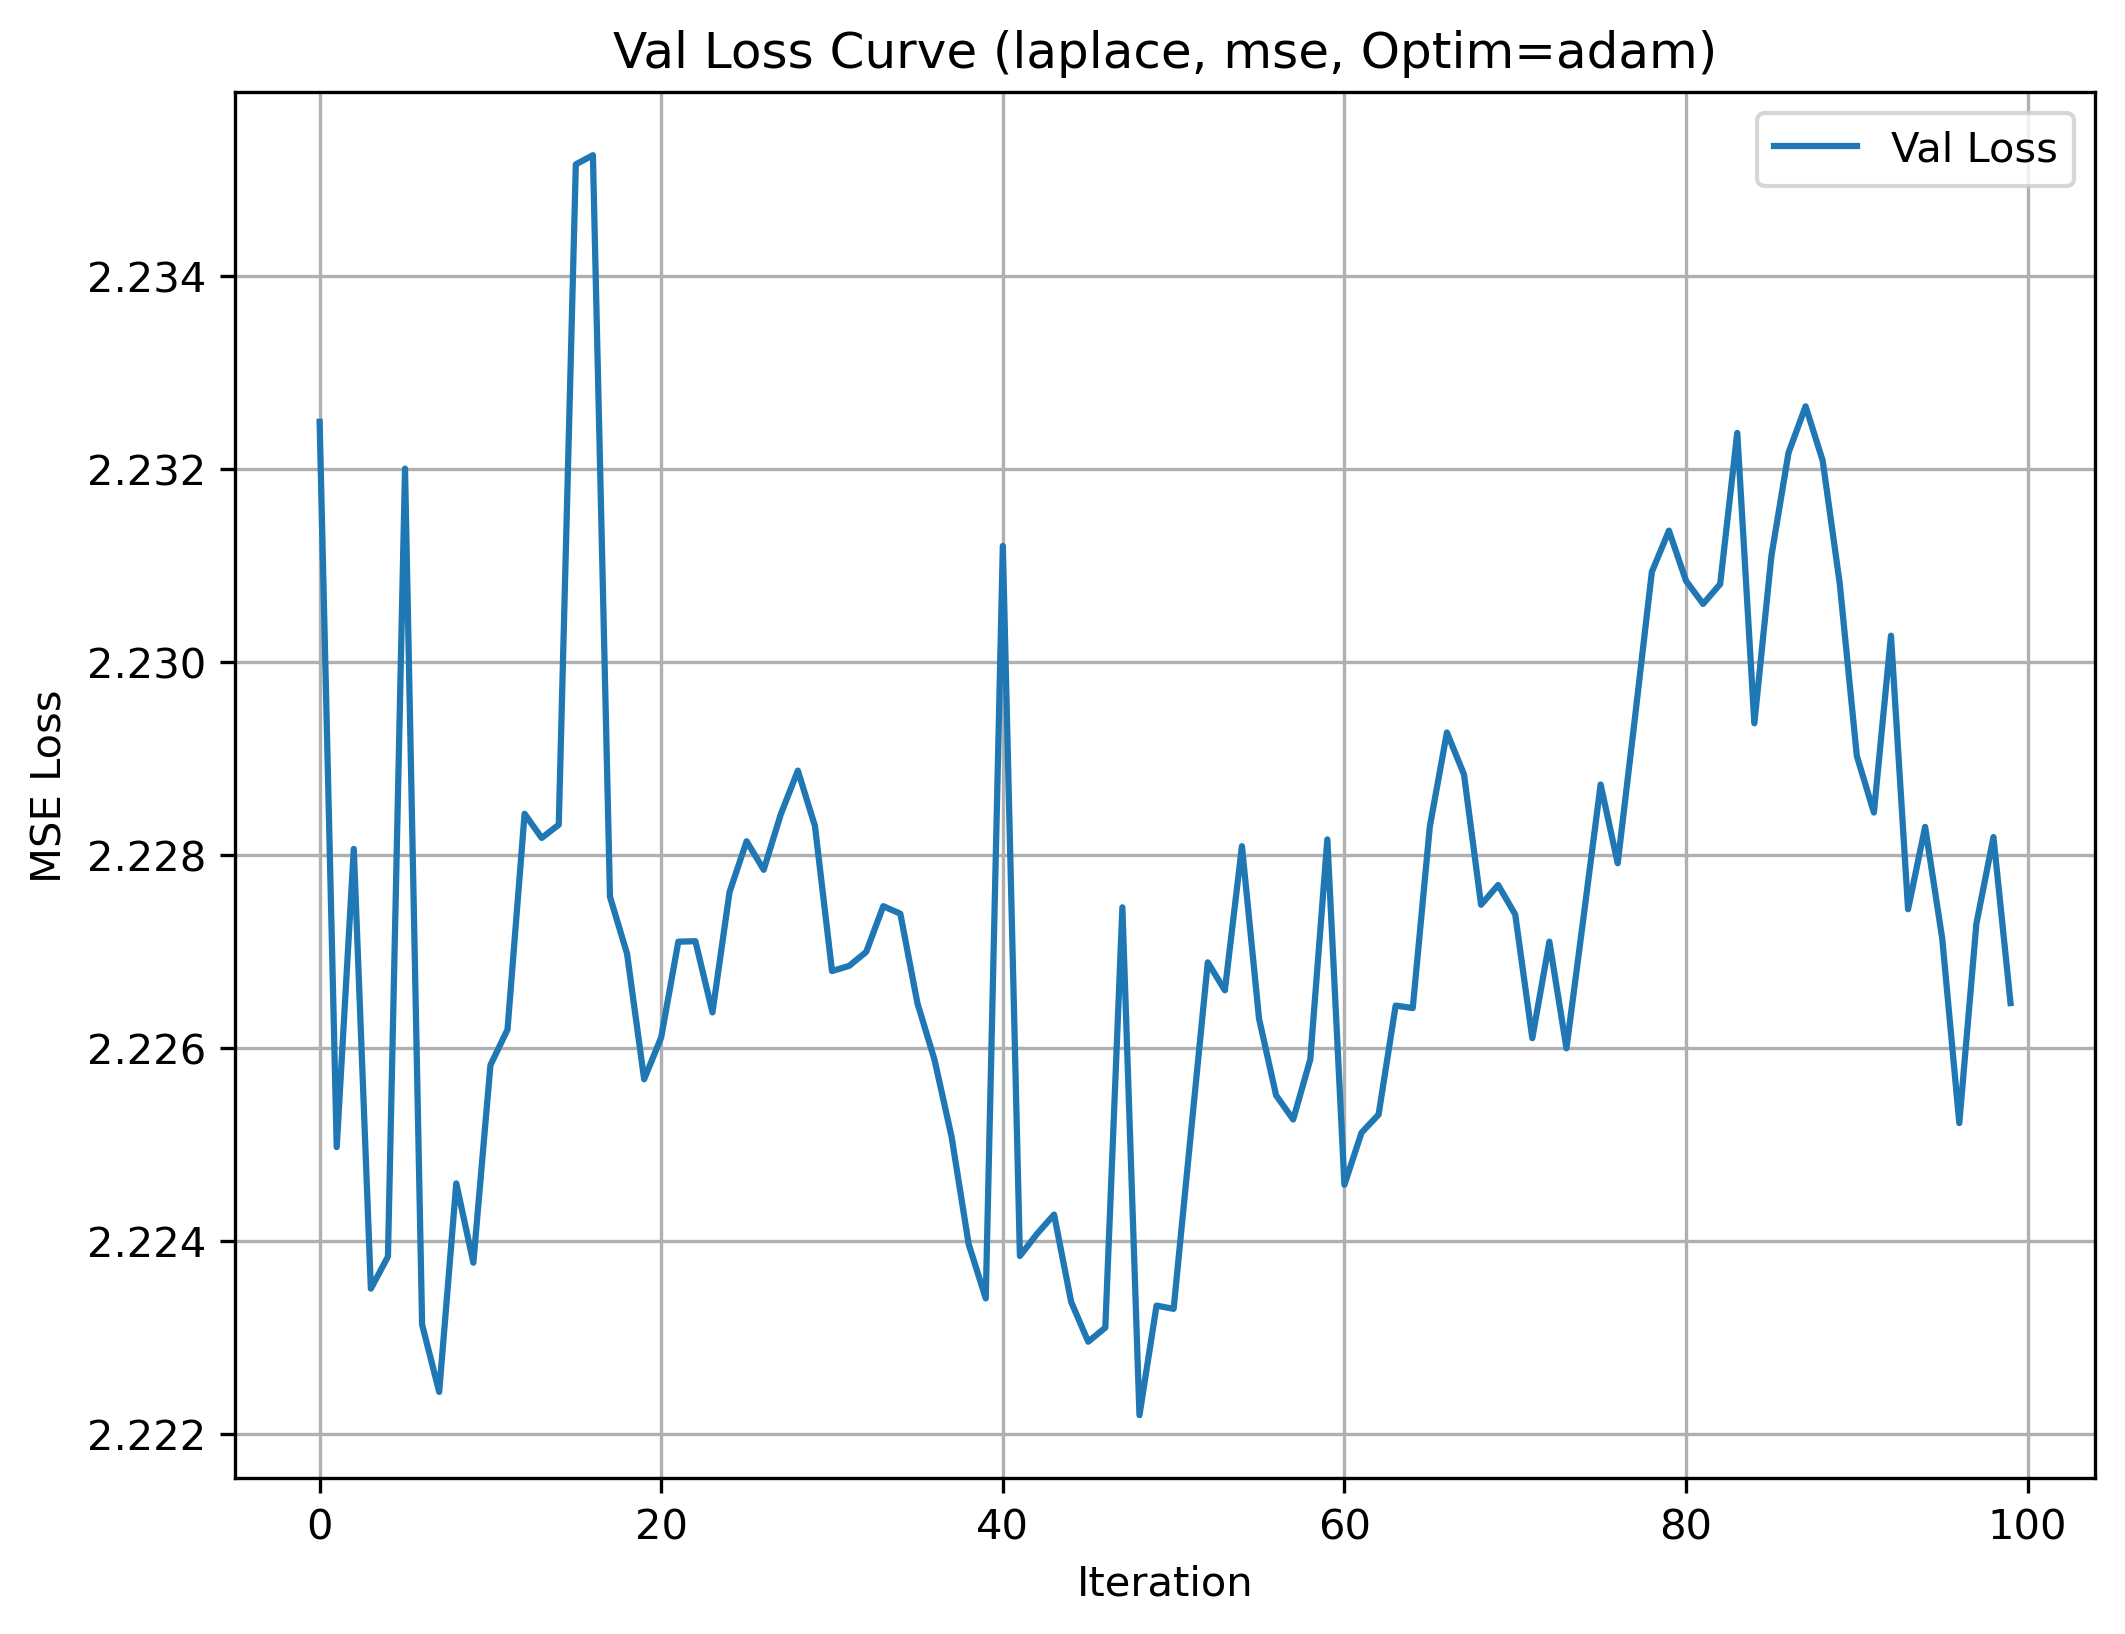 Val Loss Curve (laplace, mse, Optim=adam)
Val Loss
2.234
2.232
2.230
2.228
2.226
2.224
2.222
MSE Loss
0 20 40 60 80 100
Iteration